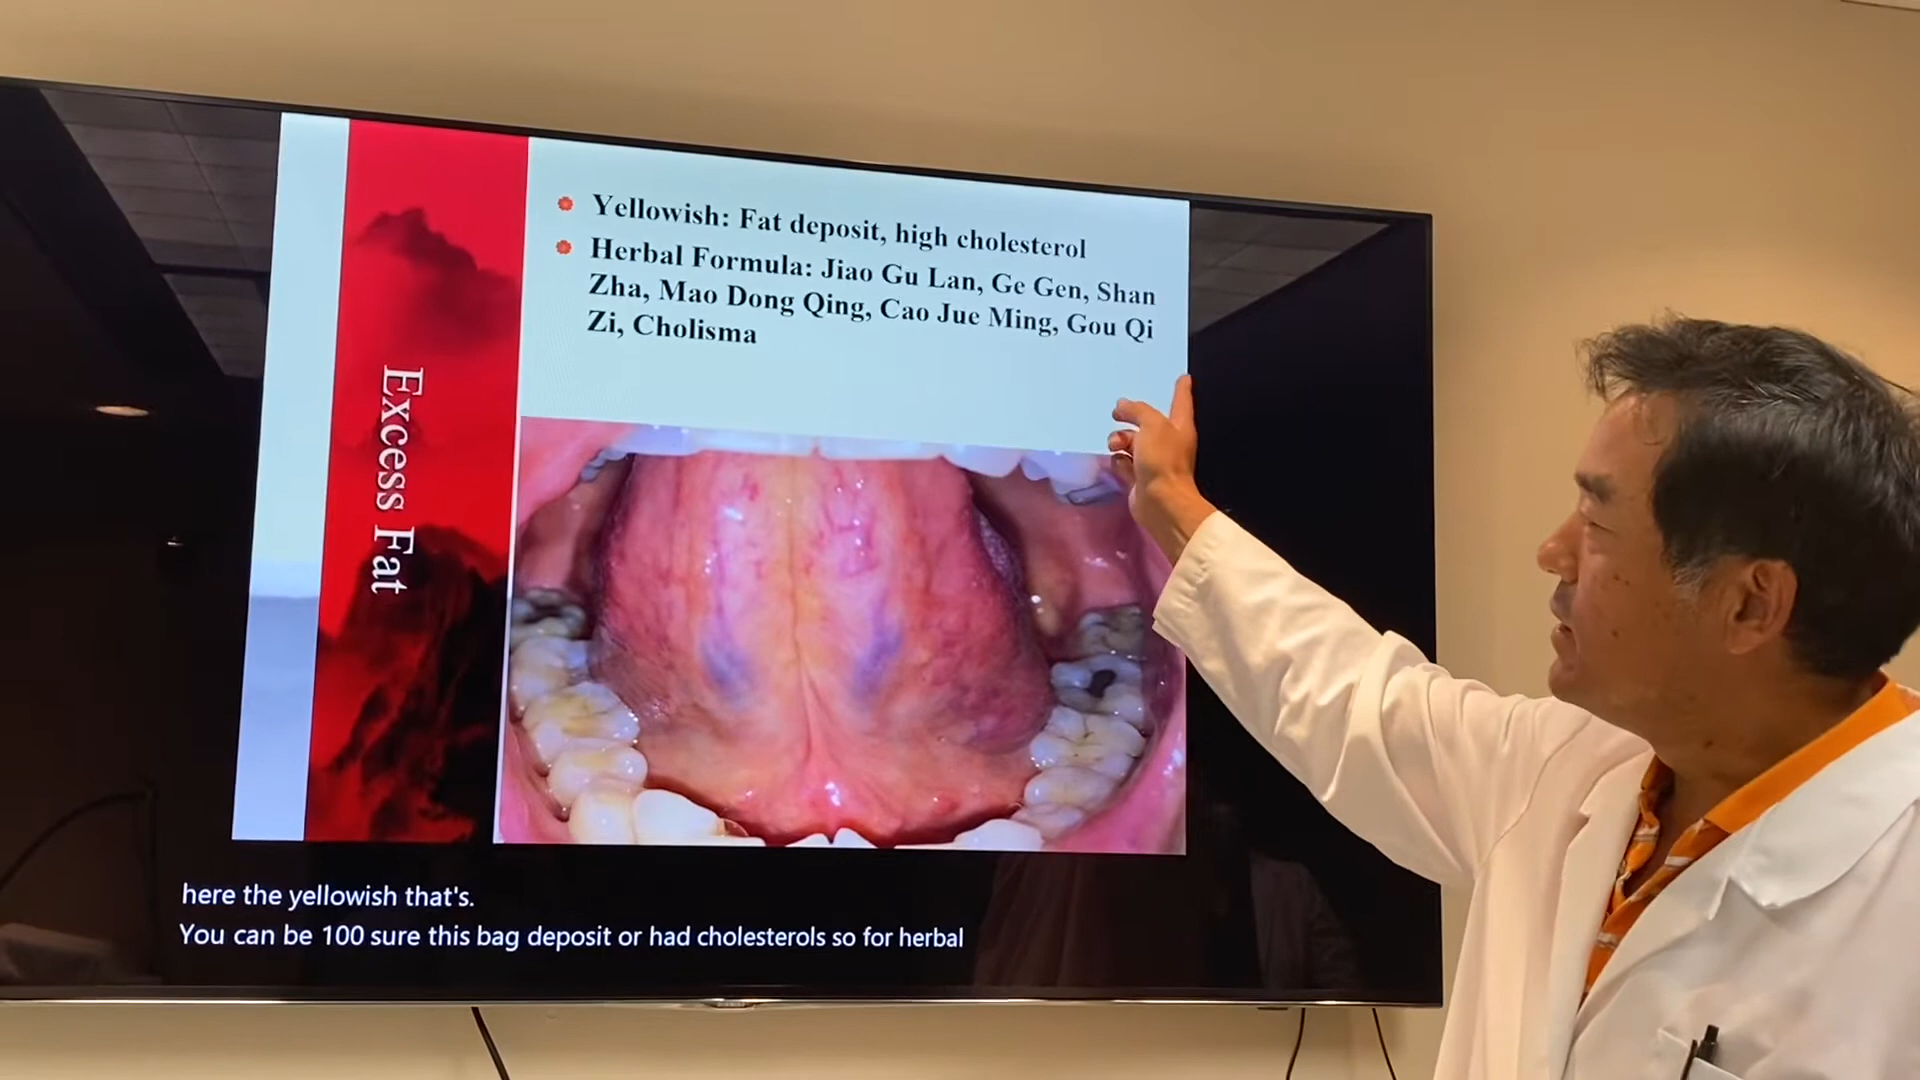 Excess Fat
Yellowish: Fat deposit, high cholesterol
Herbal Formula: Jiao Gu Lan, Ge Gen, Shan
Zha, Mao Dong Qing, Cao Jue Ming, Gou Qi
Zi, Cholisma
here the yellowish that's.
You can be 100 sure this bag deposit or had cholesterols so for herbal